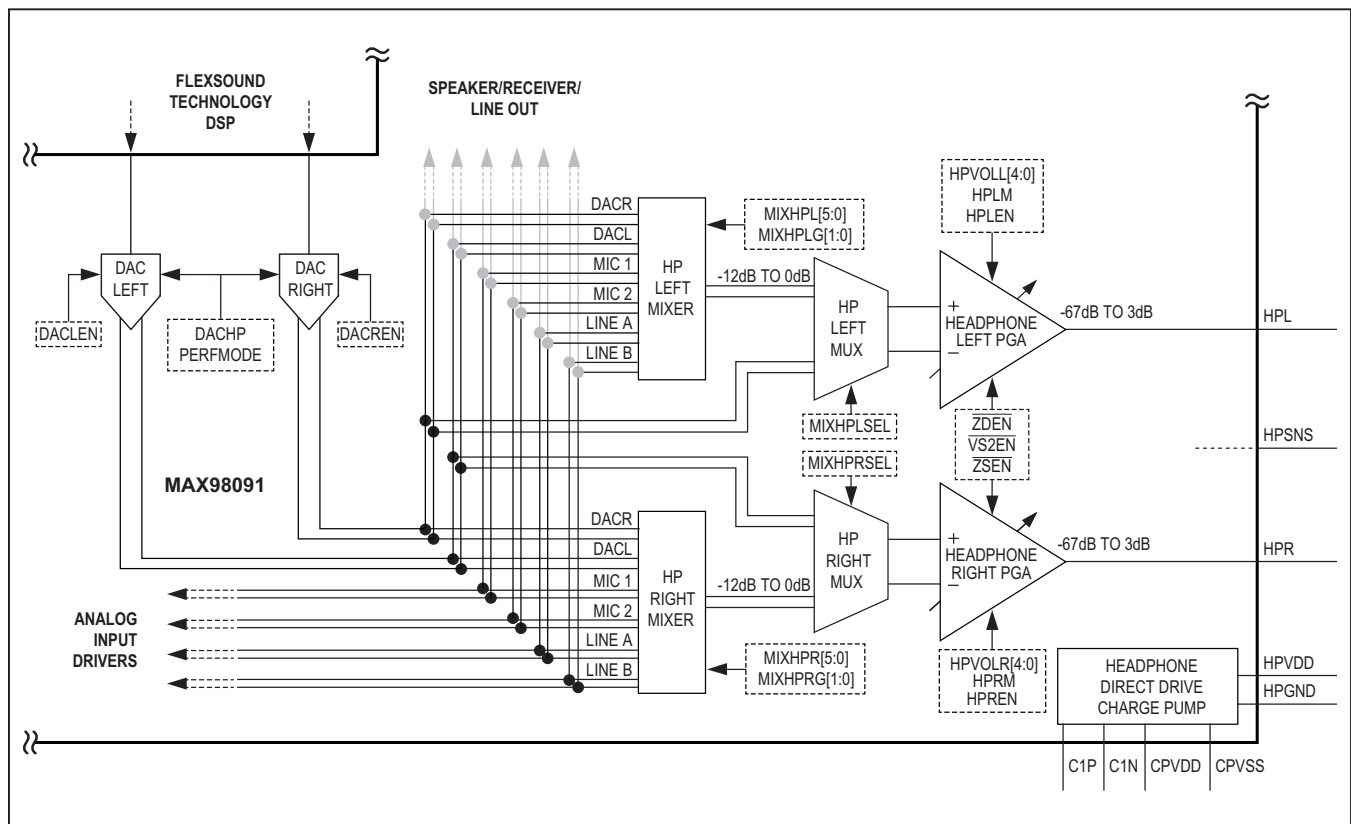 FLEXSOUND
TECHNOLOGY
DSP
SPEAKER/RECEIVER/
LINE OUT
DAC
LEFT
DAC
RIGHT
DACLEN
DACHP
PERFMODE
DACREN
MAX98091
ANALOG
INPUT
DRIVERS
DACR
DACL
MIC 1
MIC 2
LINE A
LINE B
HP
LEFT
MIXER
MIXHPL[5:0]
MIXHPLG[1:0]
-12dB TO 0dB
HP
LEFT
MUX
MIXHPLSEL
HPVOLL[4:0]
HPLM
HPLEN
+
HEADPHONE
LEFT PGA
−
-67dB TO 3dB
HPL
ZDEN
VS2EN
ZSEN
HPSNS
MIXHPRSEL
DACR
DACL
MIC 1
MIC 2
LINE A
LINE B
HP
RIGHT
MIXER
-12dB TO 0dB
MIXHPR[5:0]
MIXHPRG[1:0]
HP
RIGHT
MUX
+
HEADPHONE
RIGHT PGA
−
-67dB TO 3dB
HPR
HPVOLR[4:0]
HPRM
HPREN
HEADPHONE
DIRECT DRIVE
CHARGE PUMP
HPVDD
HPGND
C1P
C1N
CPVDD
CPVSS